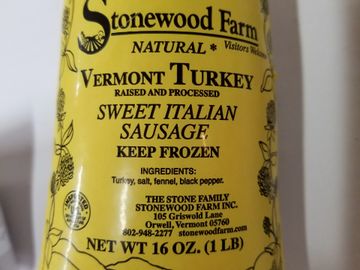 Stonewood Farm
NATURAL * Visitors Welcome
VERMONT TURKEY
RAISED AND PROCESSED
SWEET ITALIAN
SAUSAGE
KEEP FROZEN
INGREDIENTS:
Turkey, salt, fennel, black pepper.
THE STONE FAMILY
STONEWOOD FARM INC.
105 Griswold Lane
Orwell, Vermont 05760
802-948-2277 stonewoodfarm.com
NET WT 16 OZ. (1 LB)